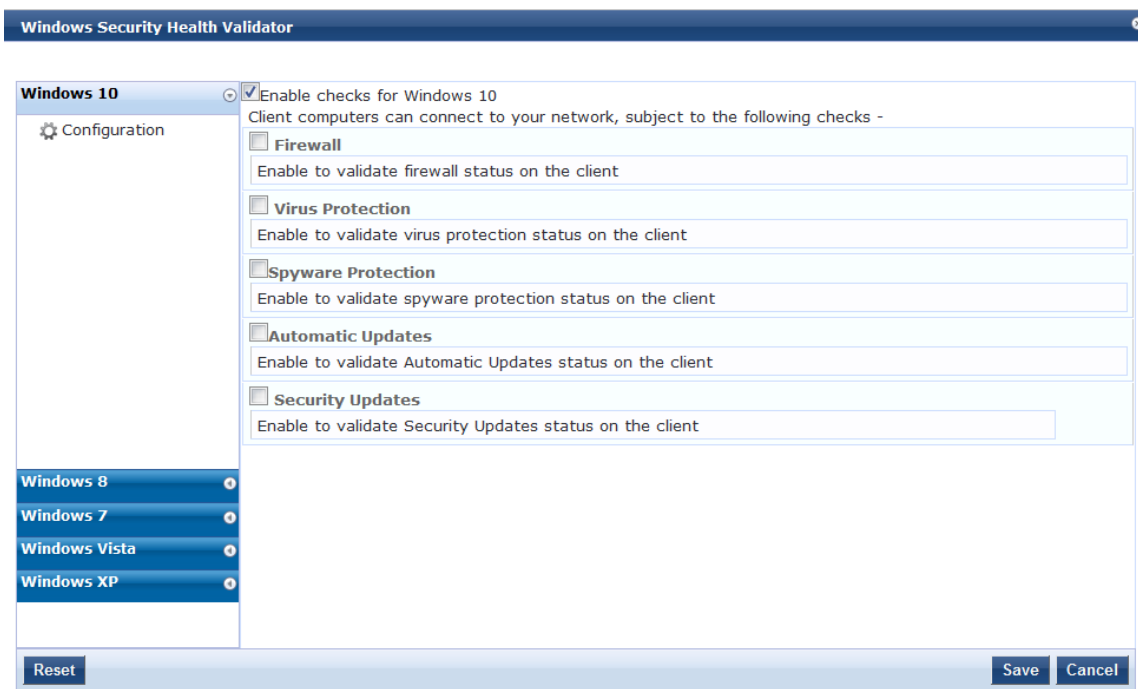 Windows Security Health Validator
Windows 10
Configuration
Windows 8
Windows 7
Windows Vista
Windows XP
Enable checks for Windows 10
Client computers can connect to your network, subject to the following checks -
Firewall
Enable to validate firewall status on the client
Virus Protection
Enable to validate virus protection status on the client
Spyware Protection
Enable to validate spyware protection status on the client
Automatic Updates
Enable to validate Automatic Updates status on the client
Security Updates
Enable to validate Security Updates status on the client
Reset
Save
Cancel